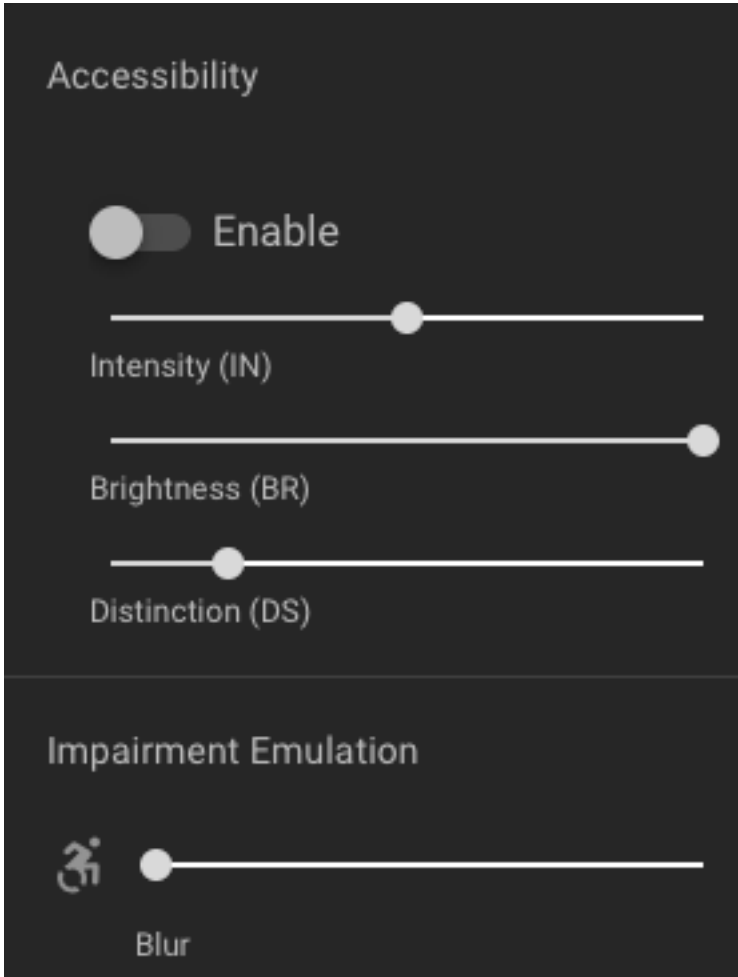 Accessibility
Enable
Intensity (IN)
Brightness (BR)
Distinction (DS)
Impairment Emulation
Blur